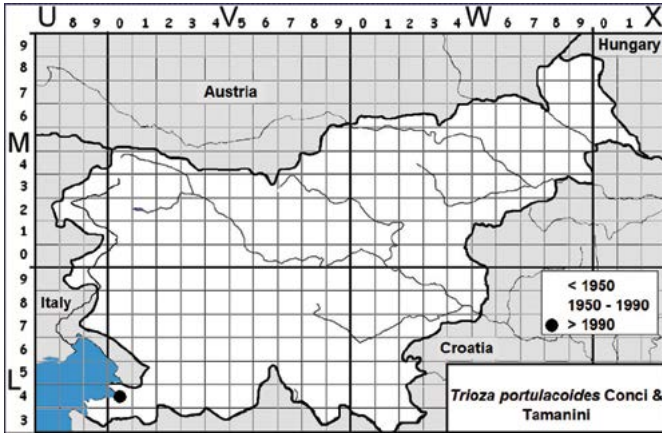 U 8 9 0 1 2 3 4 V 5 6 7 8 9 0 1 2 3 4 W 5 6 7 8 9 0 1 X
9
8
7
6
5
M
4
3
2
1
0
9
8
7
6
5
L
4
3
Hungary
Austria
Italy
Croatia
< 1950
1950 - 1990
> 1990
Trioza portulacoides Conci &
Tamanini